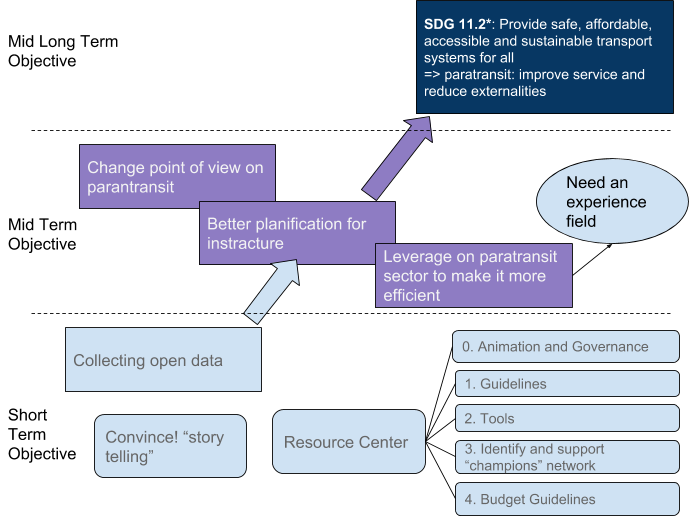 Mid Long Term
Objective
SDG 11.2*: Provide safe, affordable,
accessible and sustainable transport
systems for all
=> paratransit: improve service and
reduce externalities
Change point of view on
parantransit
Need an
experience
field
Mid Term
Objective
Better planification for
instracture
Leverage on paratransit
sector to make it more
efficient
Collecting open data
0. Animation and Governance
1. Guidelines
Short
Term
Objective
Convince! “story
telling”
Resource Center
2. Tools
3. Identify and support
“champions” network
4. Budget Guidelines